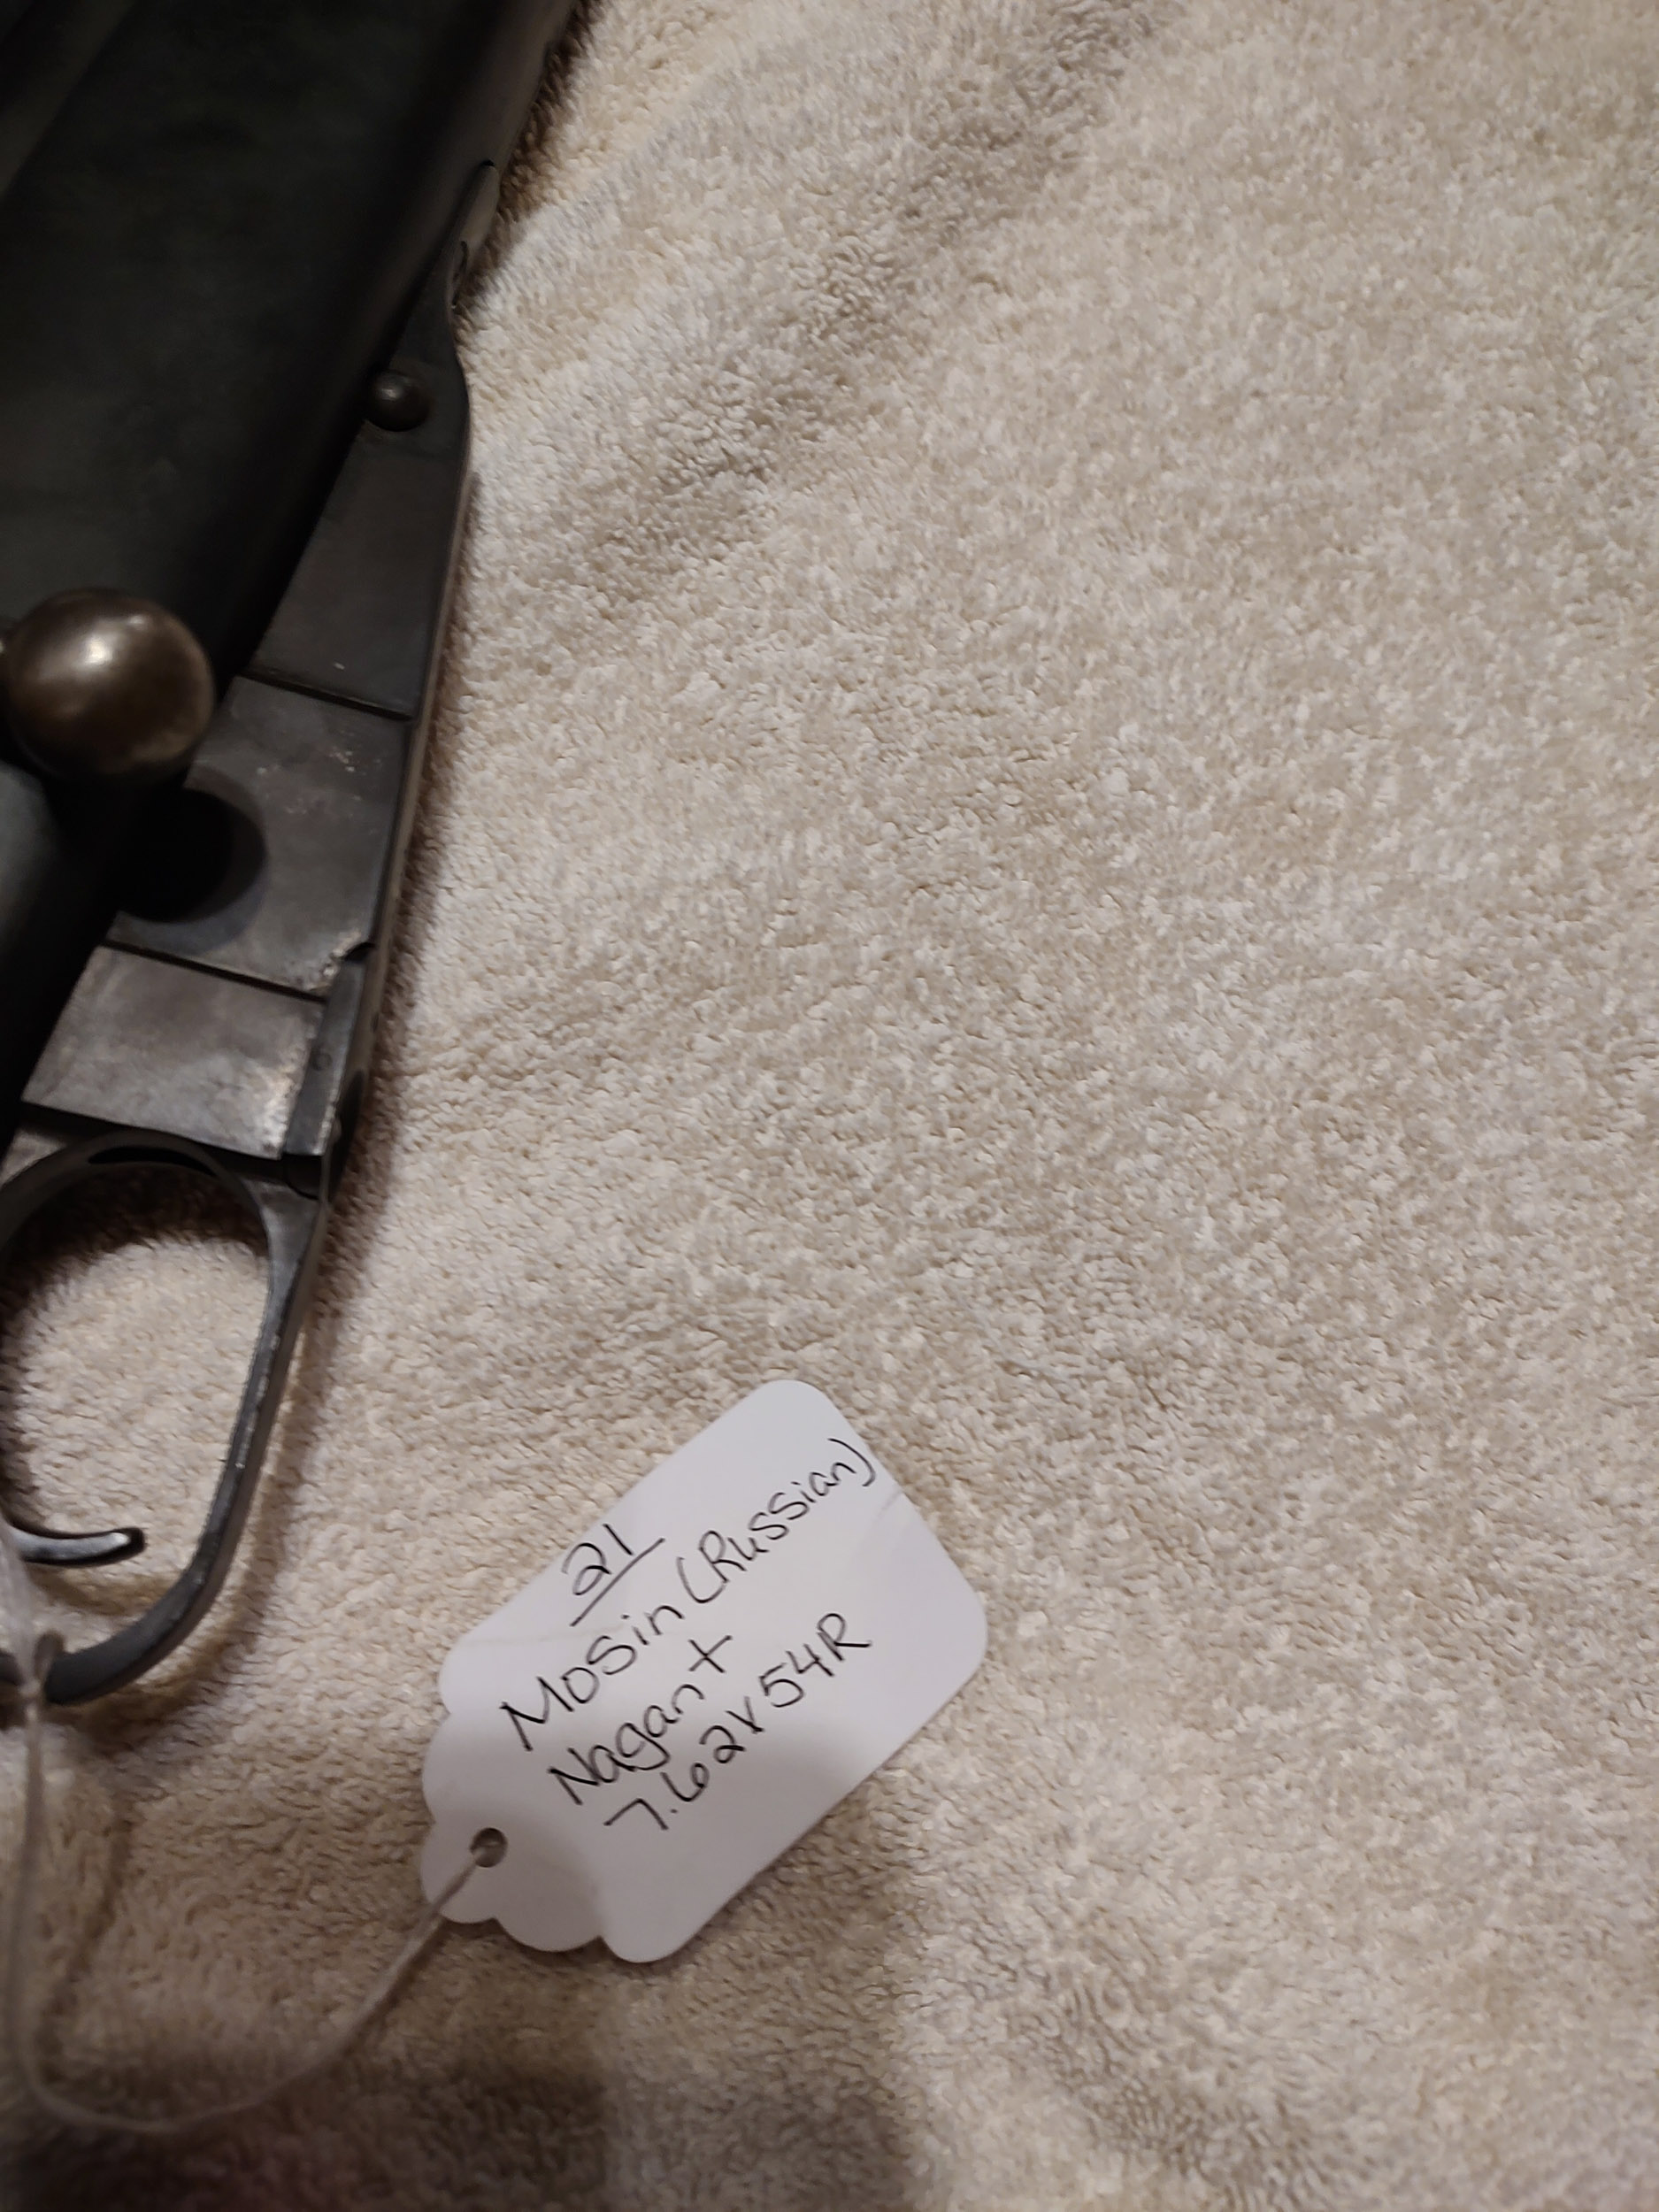 21
Mosin (Russian)
Nagant
7.62x54R